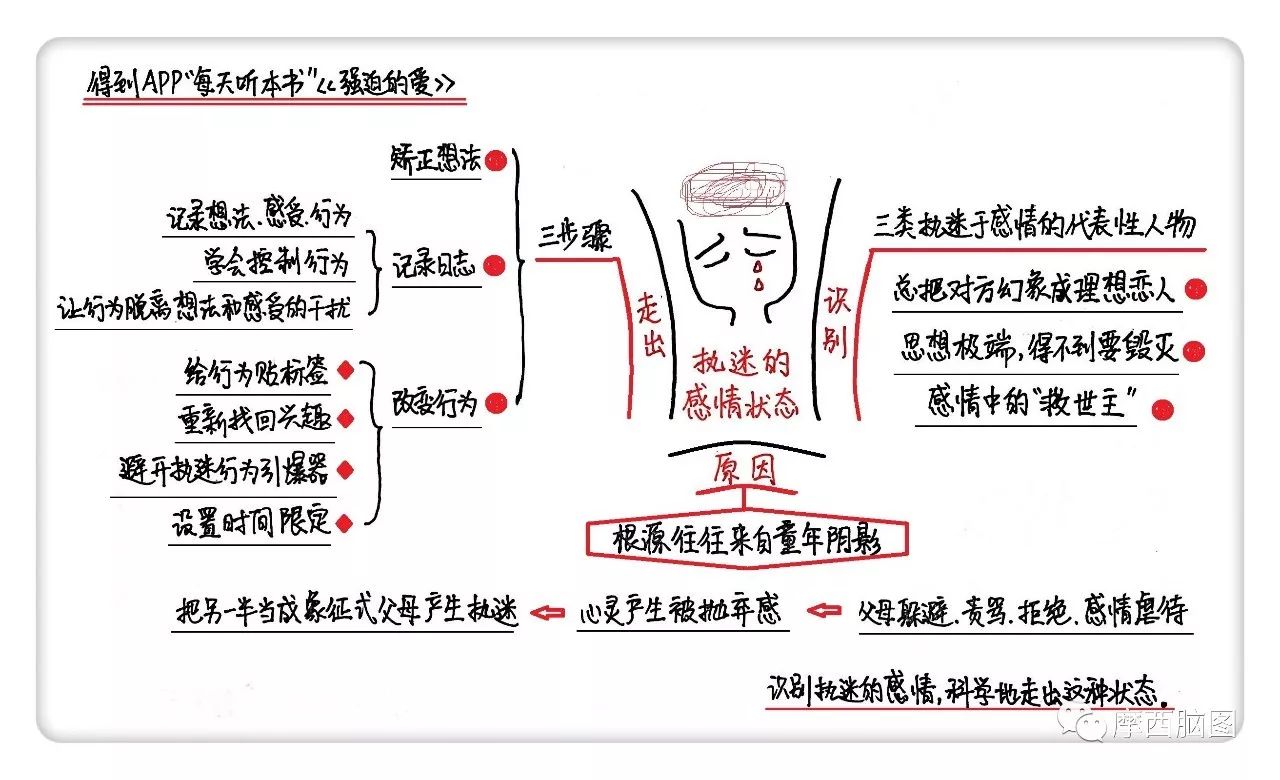 得到APP“每天听本书”《强迫的爱》
矫正想法
三步骤
记录想法、感受、行为
学会控制行为
让行为脱离想法和感受的干扰
记录日志
给行为贴标签
重新找回兴趣
避开执迷行为引爆器
设置时间限定
改变行为
走出
执迷的
感情状态
识别
三类执迷于感情的代表性人物
总把对方幻象成理想恋人
思想极端,得不到要毁灭
感情中的“救世主”
原因
根源往往来自童年阴影
把另一半当成象征式父母产生执迷
心灵产生被抛弃感
父母躲避、责骂、拒绝、感情虐待
识别执迷的感情,科学地走出这种状态。
摩西脑图